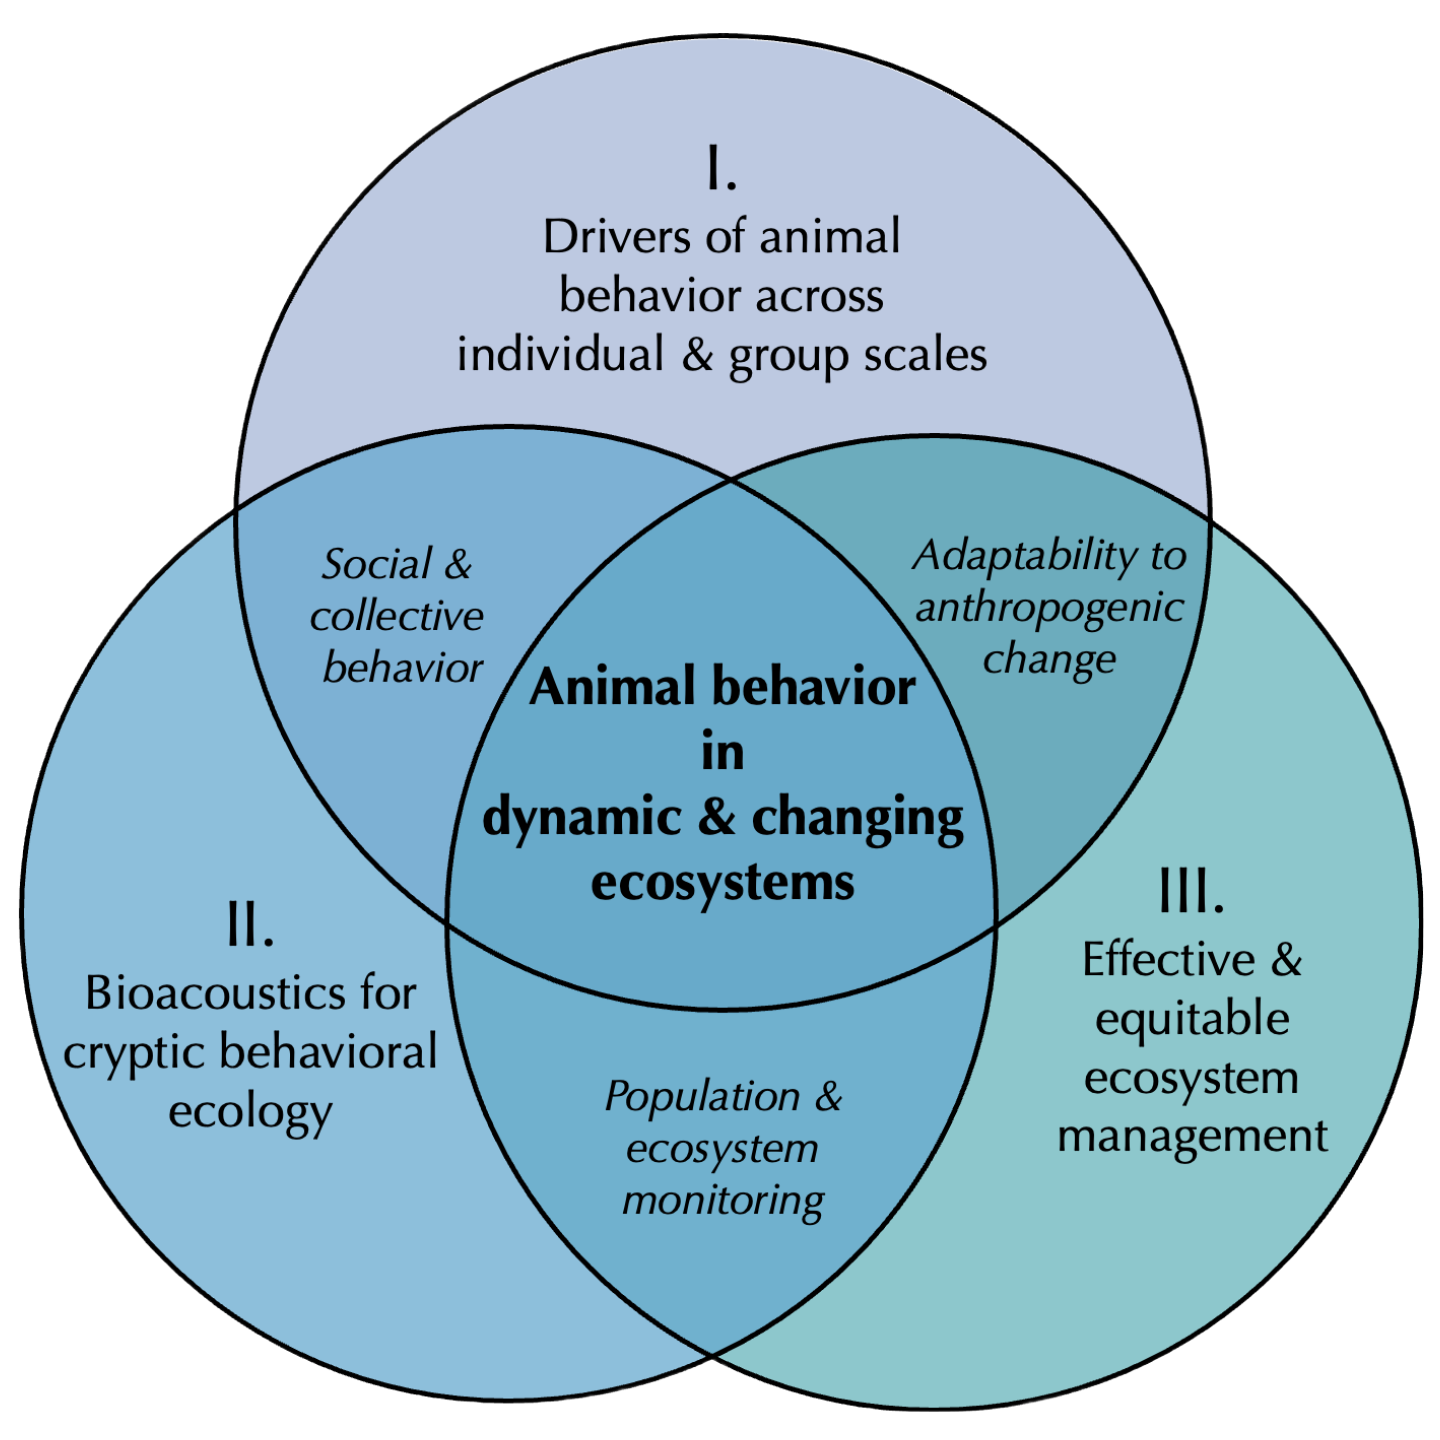 I.
Drivers of animal
behavior across
individual & group scales
Social &
collective
behavior
Adaptability to
anthropogenic
change
Animal behavior
in
dynamic & changing
ecosystems
II.
Bioacoustics for
cryptic behavioral
ecology
III.
Effective &
equitable
ecosystem
management
Population &
ecosystem
monitoring